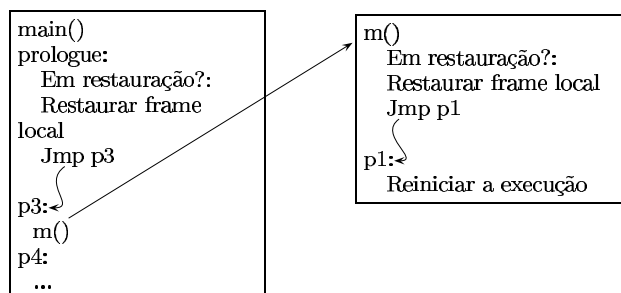 main()
prologue:
Em restauração?:
Restaurar frame
local
Jmp p3
p3:
m()
p4:
...
m()
Em restauração?:
Restaurar frame local
Jmp p1
p1:
Reiniciar a execução